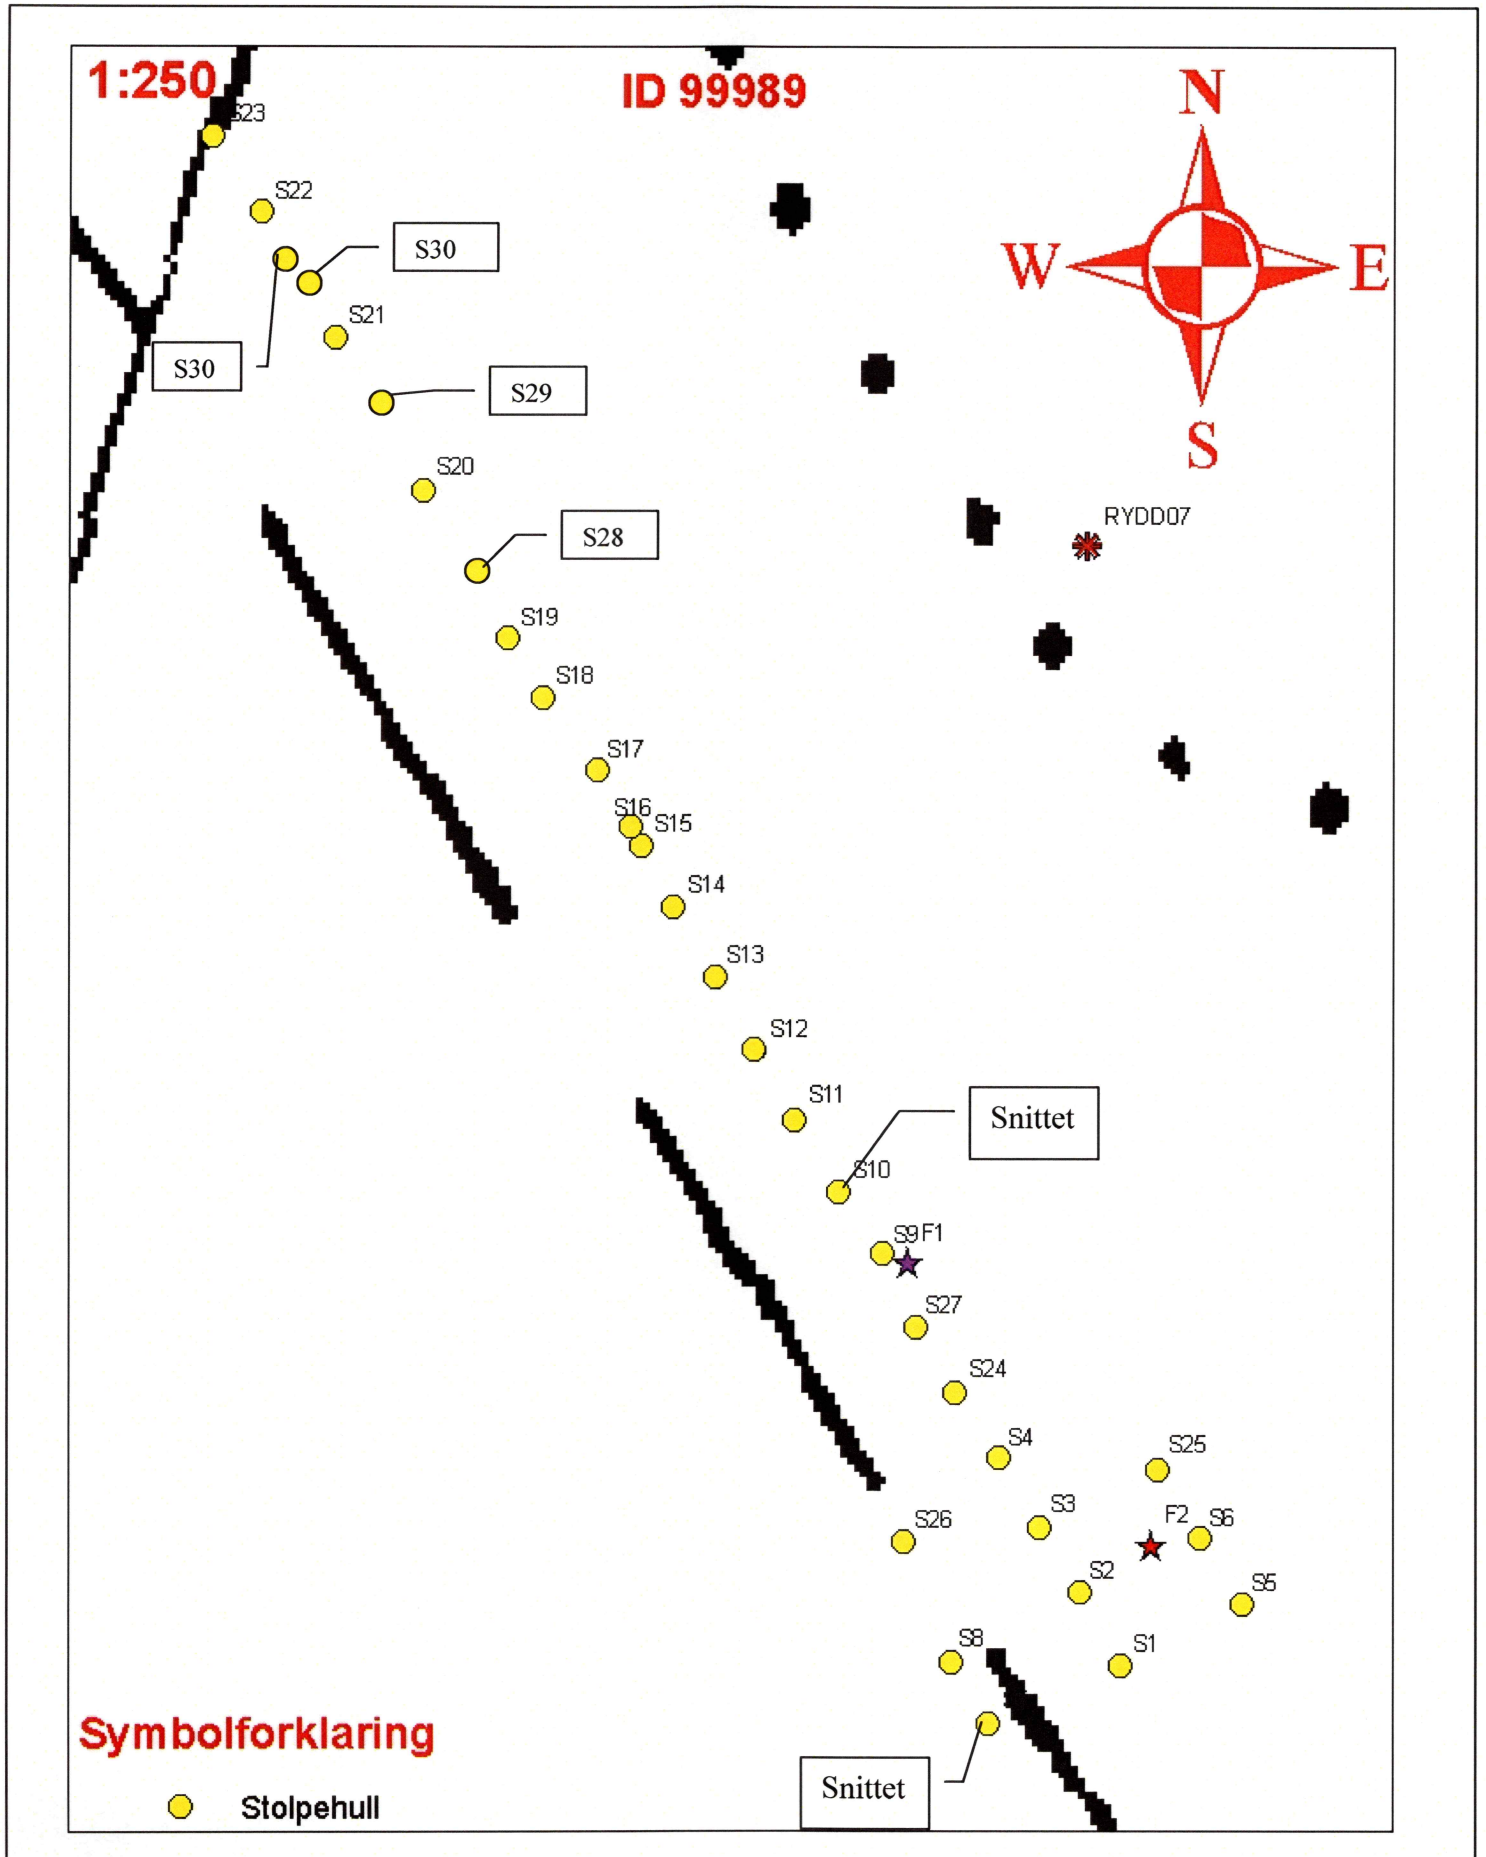 1:250
ID 99989
N
S23
S22
S30
W
E
S21
S30
S29
S
S20
RYDD07
S28
S19
S18
S17
S16
S15
S14
S13
S12
S11
Snittet
S10
S9
F1
S27
S24
S4
S25
S3
F2
S6
S26
S2
S5
S8
S1
Symbolforklaring
Snittet
Stolpehull